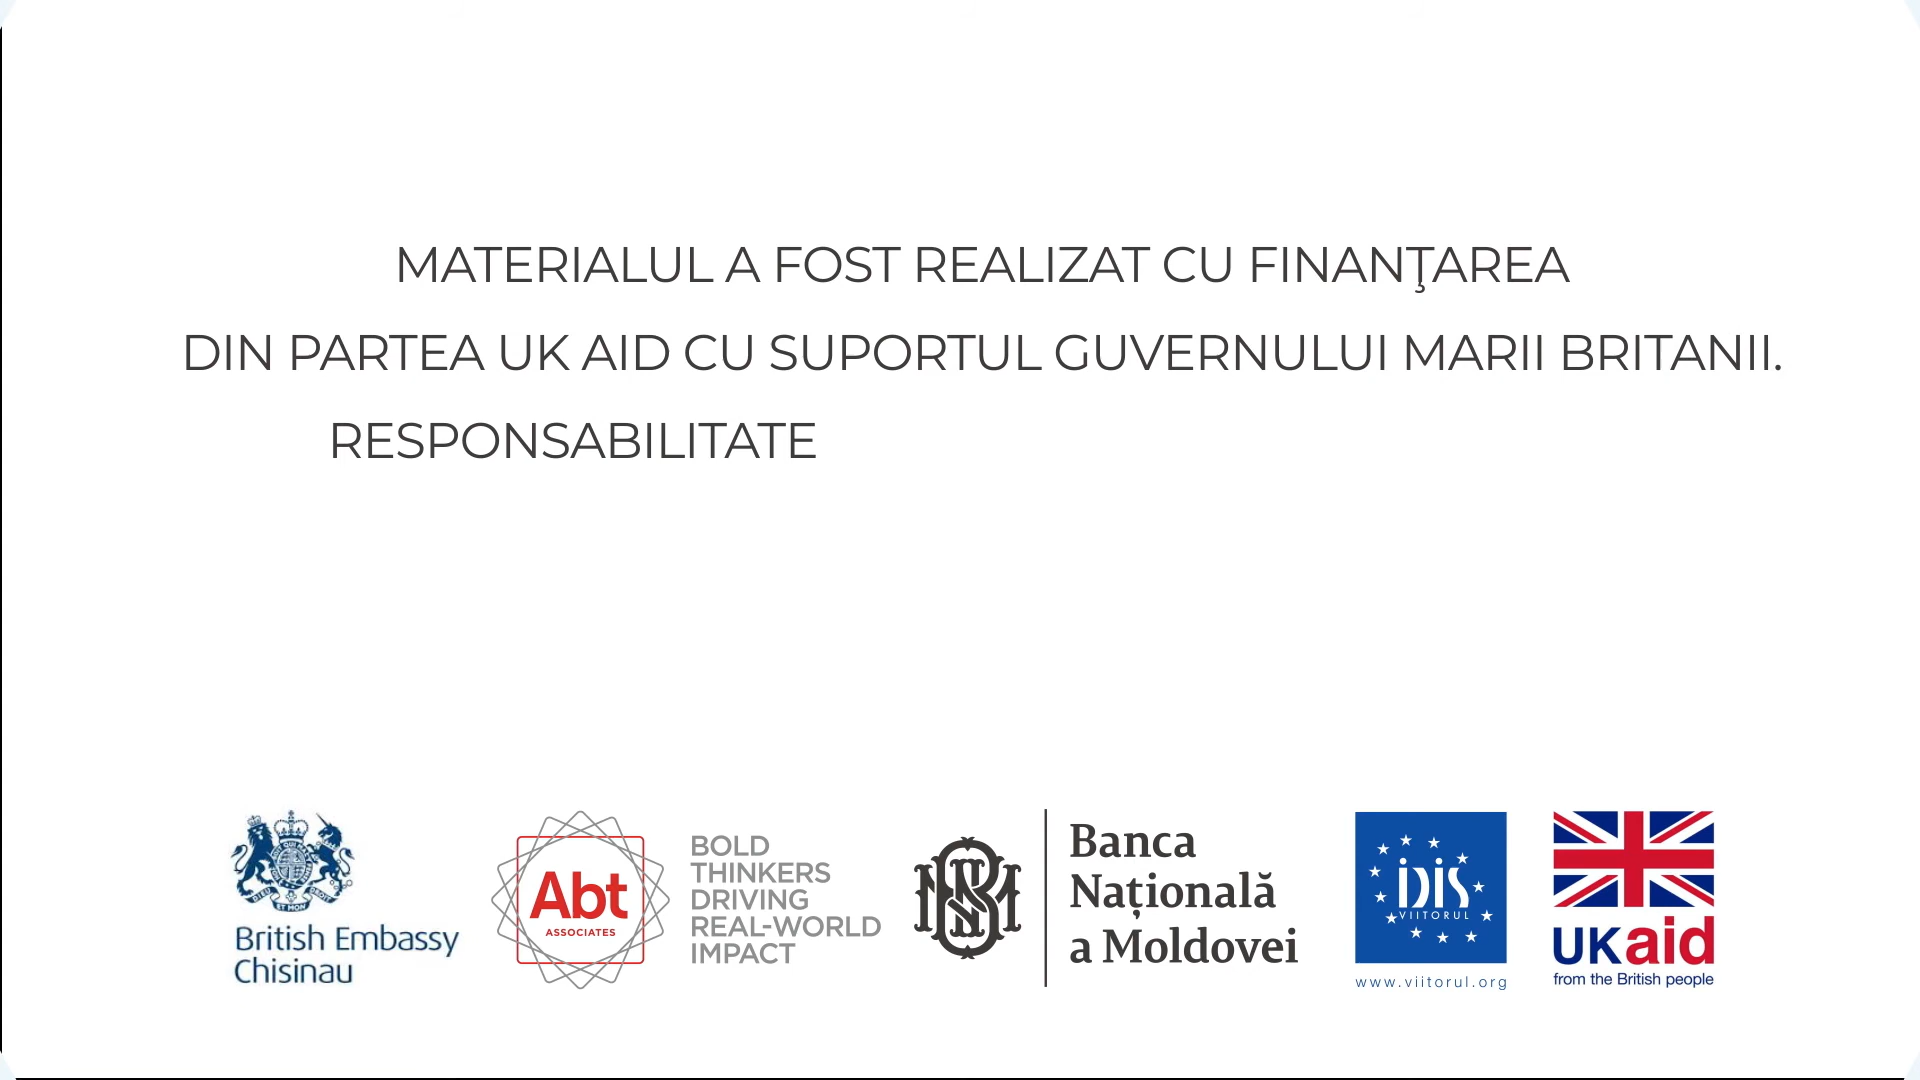 MATERIALUL A FOST REALIZAT CU FINANŢAREA
DIN PARTEA UK AID CU SUPORTUL GUVERNULUI MARII BRITANII.
RESPONSABILITATE
British Embassy
Chisinau
Abt
ASSOCIATES
BOLD
THINKERS
DRIVING
REAL-WORLD
IMPACT
Banca
Națională
a Moldovei
iDiS
VIITORUL
www.viitorul.org
UKaid
from the British people